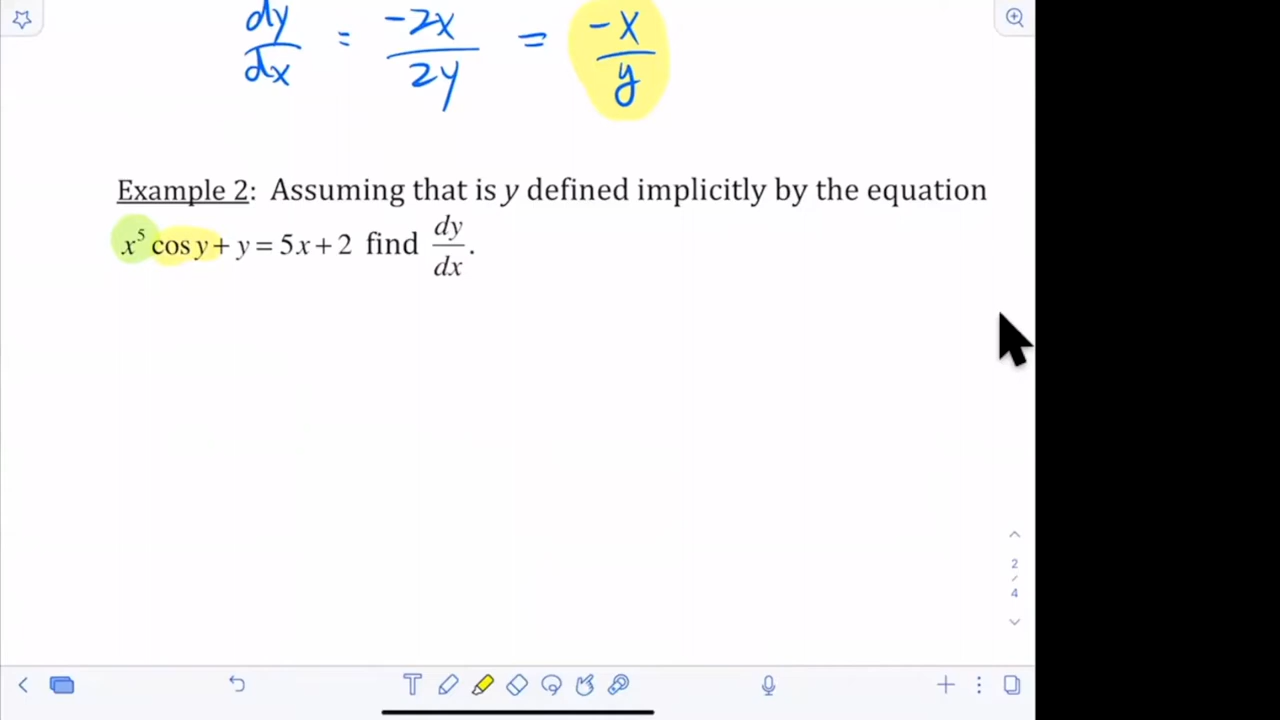 dy/dx = -2x/2y = -x/y
Example 2: Assuming that is y defined implicitly by the equation
x⁵ cos y + y = 5x + 2 find dy/dx.
2
/
4
T